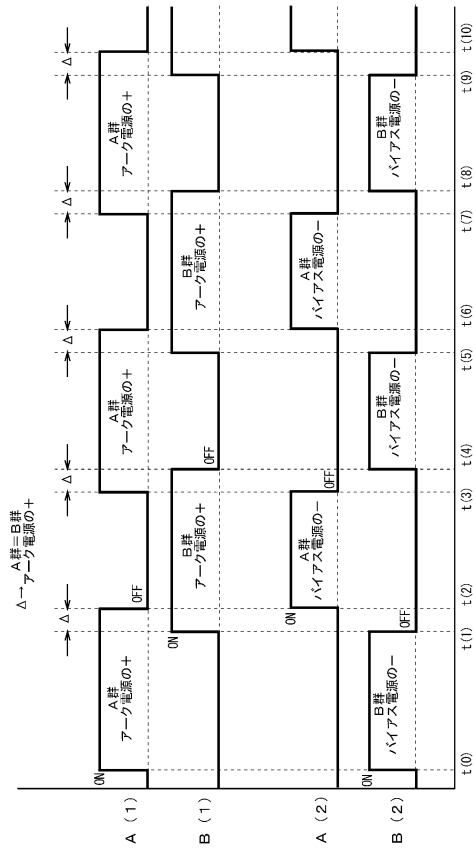 Δ→A群=B群
アーク電源の+
Δ
Δ
Δ
Δ
Δ
A(1)
ON
A群
アーク電源の+
OFF
A群
アーク電源の+
A群
アーク電源の+
B(1)
ON
B群
アーク電源の+
OFF
B群
アーク電源の+
A(2)
ON
A群
バイアス電源の−
OFF
A群
バイアス電源の−
B(2)
ON
B群
バイアス電源の−
OFF
B群
バイアス電源の−
B群
バイアス電源の−
t(0) t(1) t(2) t(3) t(4) t(5) t(6) t(7) t(8) t(9) t(10)